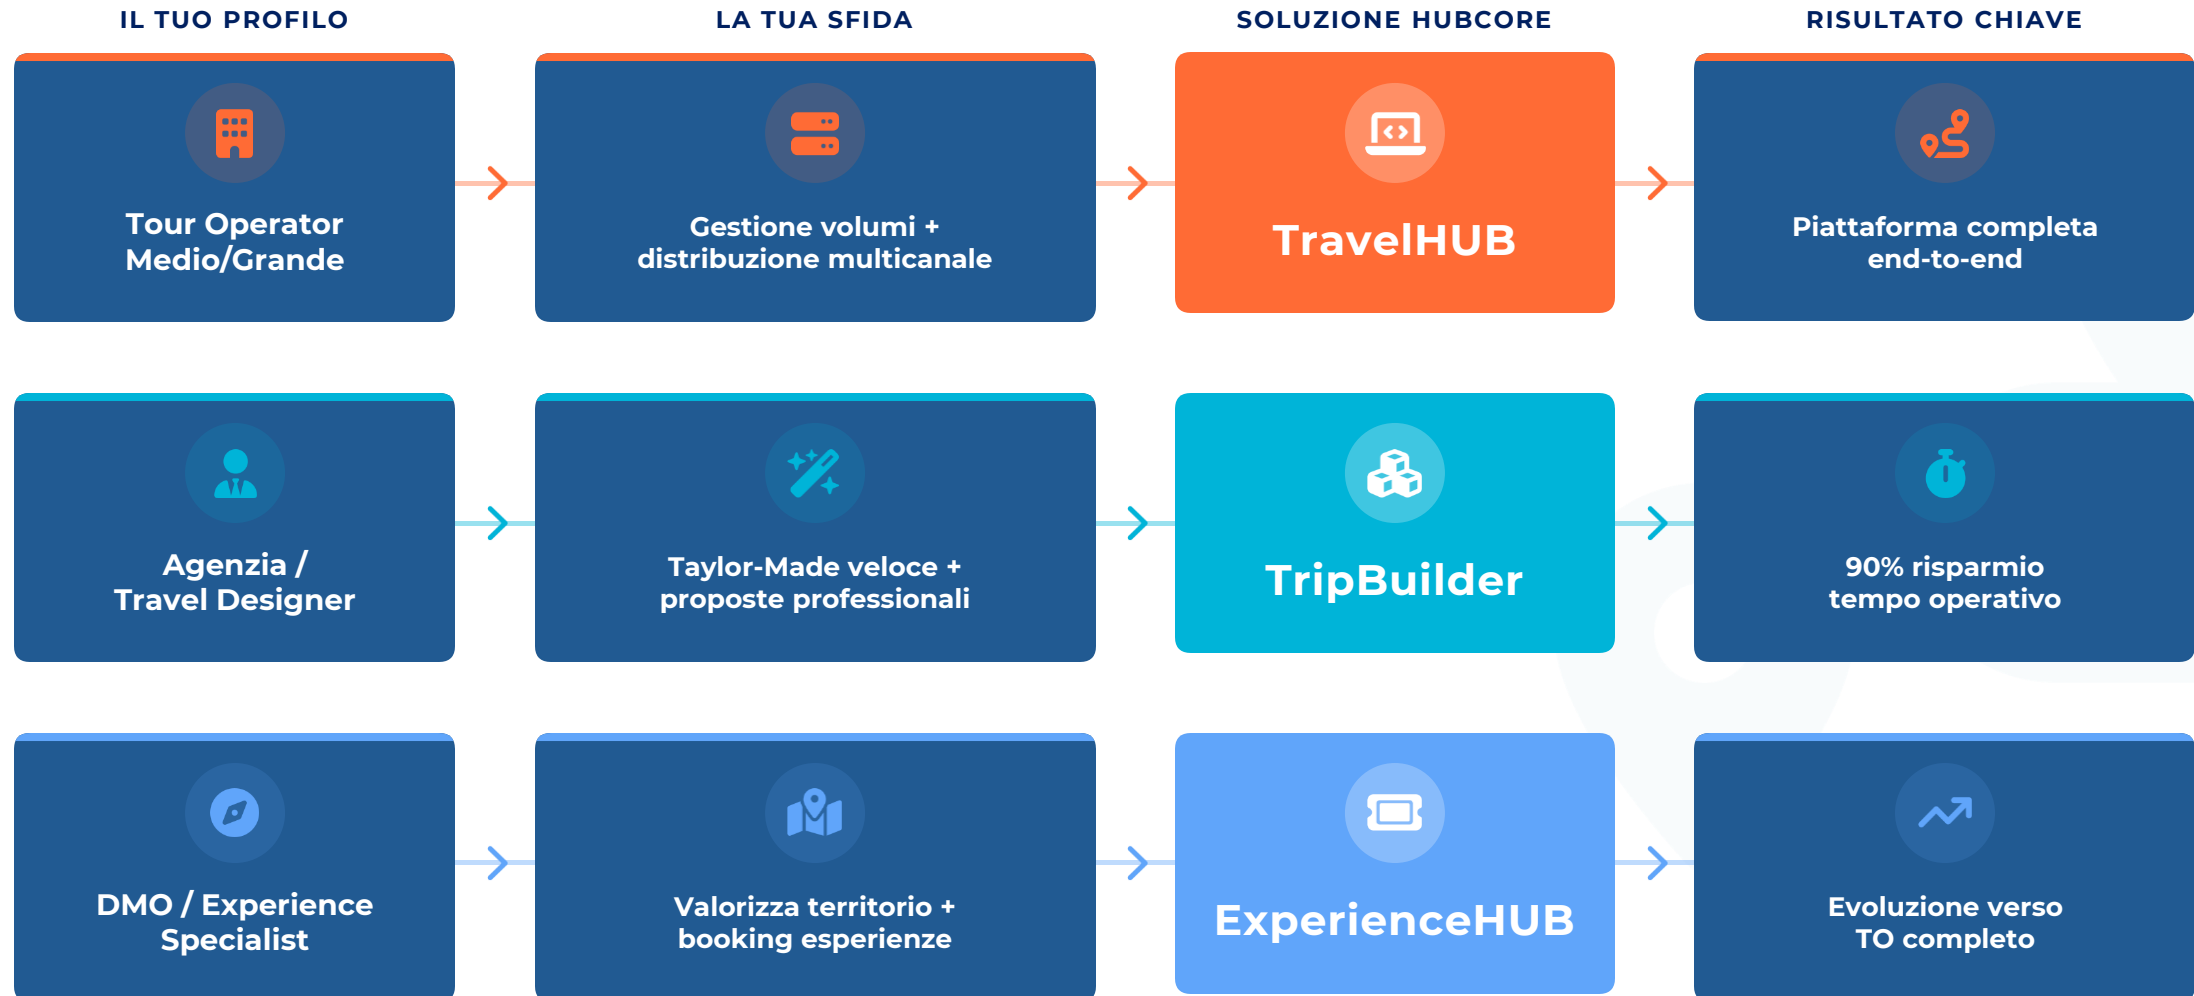 IL TUO PROFILO
LA TUA SFIDA
SOLUZIONE HUBCORE
RISULTATO CHIAVE
Tour Operator
Medio/Grande
Gestione volumi +
distribuzione multicanale
TravelHUB
Piattaforma completa
end-to-end
Agenzia /
Travel Designer
Taylor-Made veloce +
proposte professionali
TripBuilder
90% risparmio
tempo operativo
DMO / Experience
Specialist
Valorizza territorio +
booking esperienze
ExperienceHUB
Evoluzione verso
TO completo